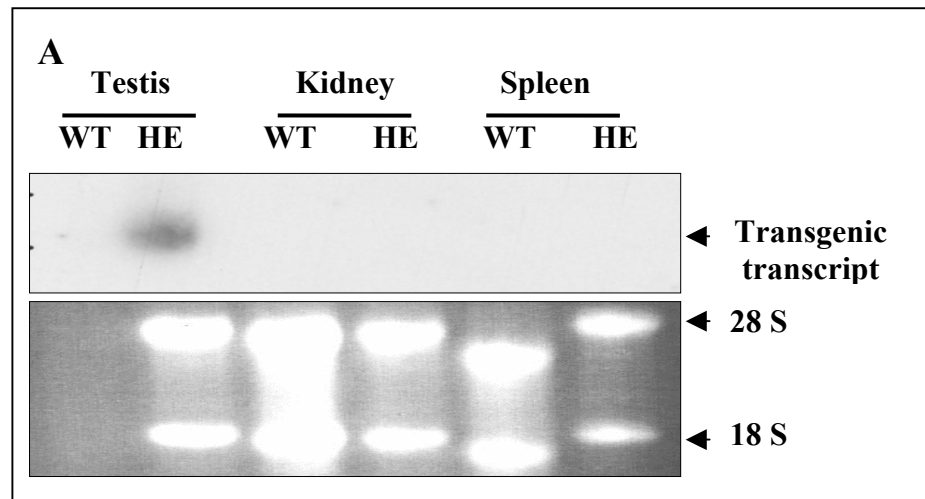 A
Testis Kidney Spleen
WT HE WT HE WT HE
Transgenic
transcript
28 S
18 S